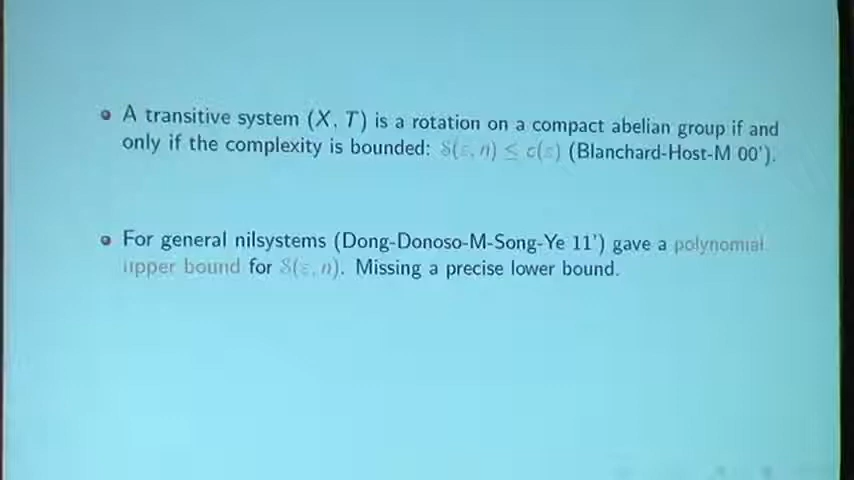 A transitive system (X, T) is a rotation on a compact abelian group if and
only if the complexity is bounded: S(ε, n) ≤ c(ε) (Blanchard-Host-M 00').
For general nilsystems (Dong-Donoso-M-Song-Ye 11') gave a polynomial
upper bound for S(ε, n). Missing a precise lower bound.